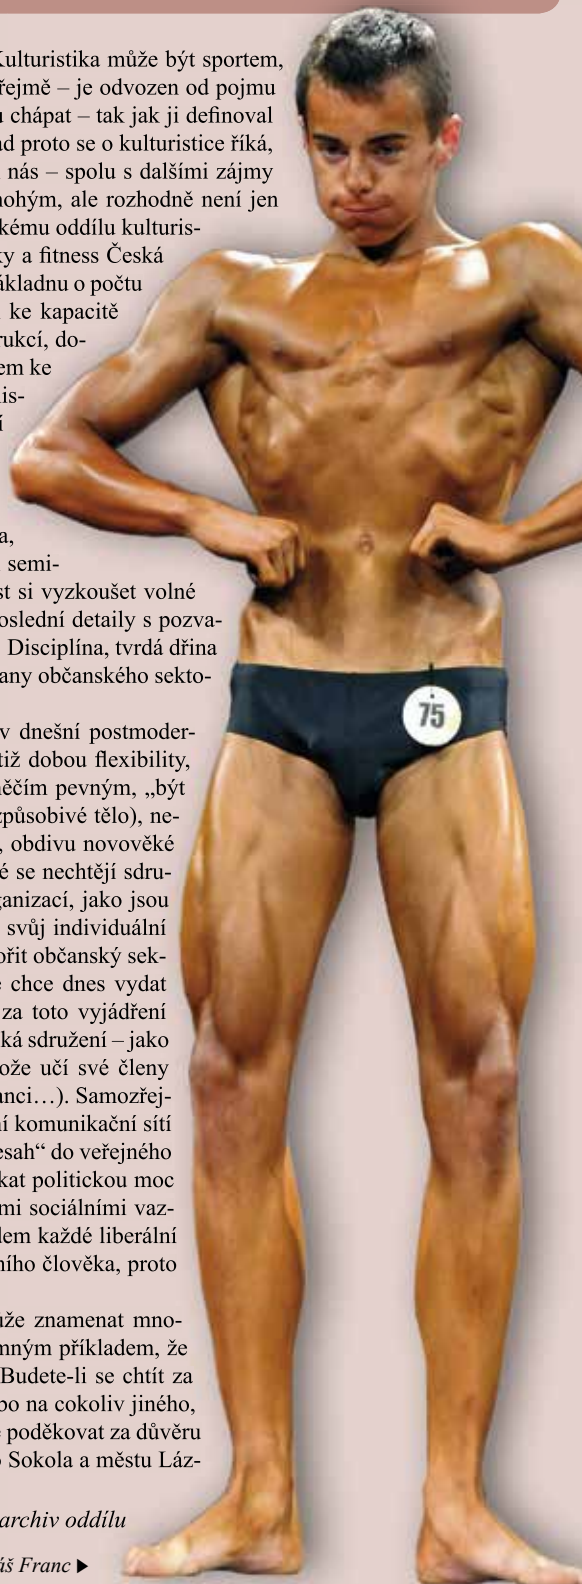 Kulturistika může být sportem,
řejmě – je odvozen od pojmu
u chápat – tak jak ji definoval
ad proto se o kulturistice říká,
nás – spolu s dalšími zájmy
nohým, ale rozhodně není jen
kému oddílu kulturis-
ky a fitness Česká
ákladnu o počtu
ke kapacitě
rukcí, do-
em ke
is-
í
a,
semi-
st si vyzkoušet volné
oslední detaily s pozva-
Disciplína, tvrdá dřina
any občanského sekto-
v dnešní postmoder-
tiž dobou flexibility,
něčím pevným, „být
způsobivé tělo), ne-
, obdivu novověké
é se nechtějí sdru-
ganizací, jako jsou
svůj individuální
ořit občanský sek-
e chce dnes vydat
za toto vyjádření
ká sdružení – jako
ože učí své členy
anci…). Samozřej-
ní komunikační sítí
esah“ do veřejného
kat politickou moc
mi sociálními vaz-
lem každé liberální
ního člověka, proto
ůže znamenat mno-
mným příkladem, že
Budete-li se chtít za
bo na cokoliv jiného,
e poděkovat za důvěru
o Sokola a městu Láz-
archiv oddílu
áš Franc ▶
75